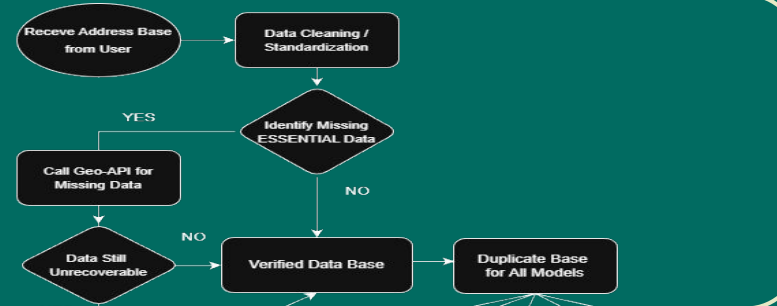 Receve Address Base
from User
Data Cleaning /
Standardization
YES
Identify Missing
ESSENTIAL Data
Call Geo-API for
Missing Data
NO
NO
Data Still
Unrecoverable
Verified Data Base
Duplicate Base
for All Models